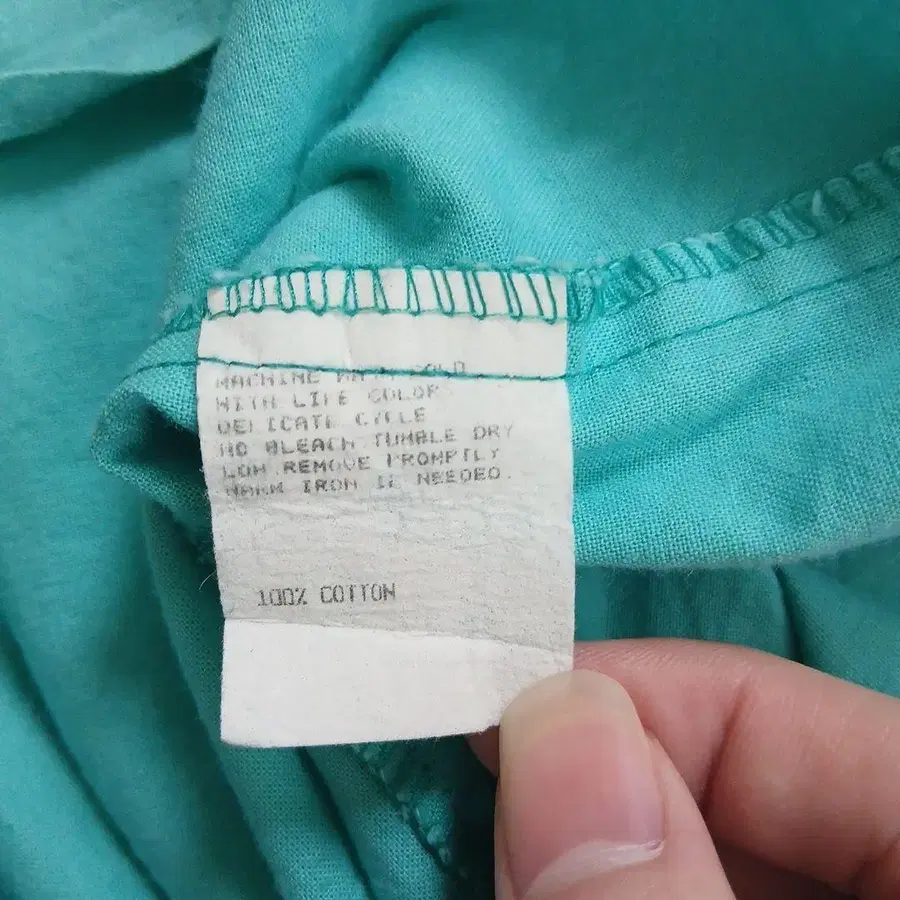 MACHINE WASH COLD
WITH LIKE COLOR
DELICATE CYCLE
NO BLEACH TUMBLE DRY
LOW REMOVE PROMPTLY
WARM IRON IF NEEDED.
100% COTTON